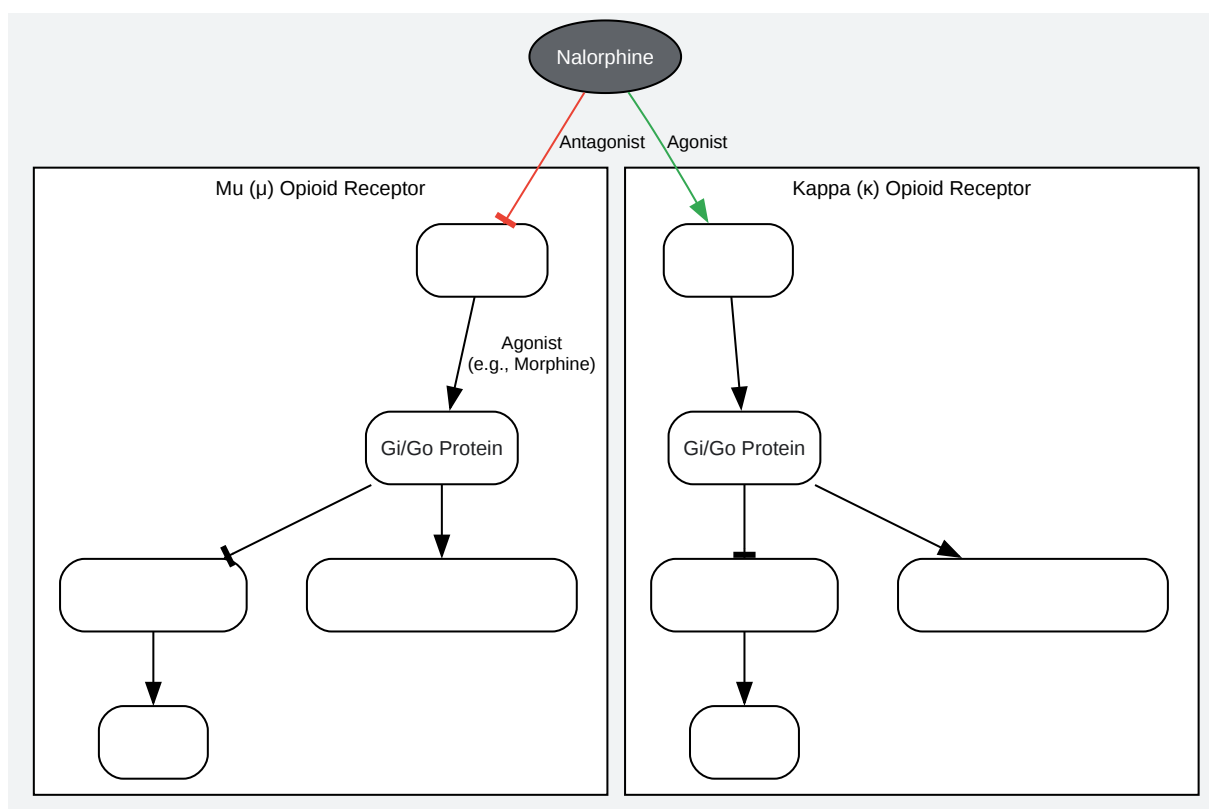 Nalorphine
Antagonist
Agonist
Mu (μ) Opioid Receptor
Kappa (κ) Opioid Receptor
Agonist
(e.g., Morphine)
Gi/Go Protein
Gi/Go Protein